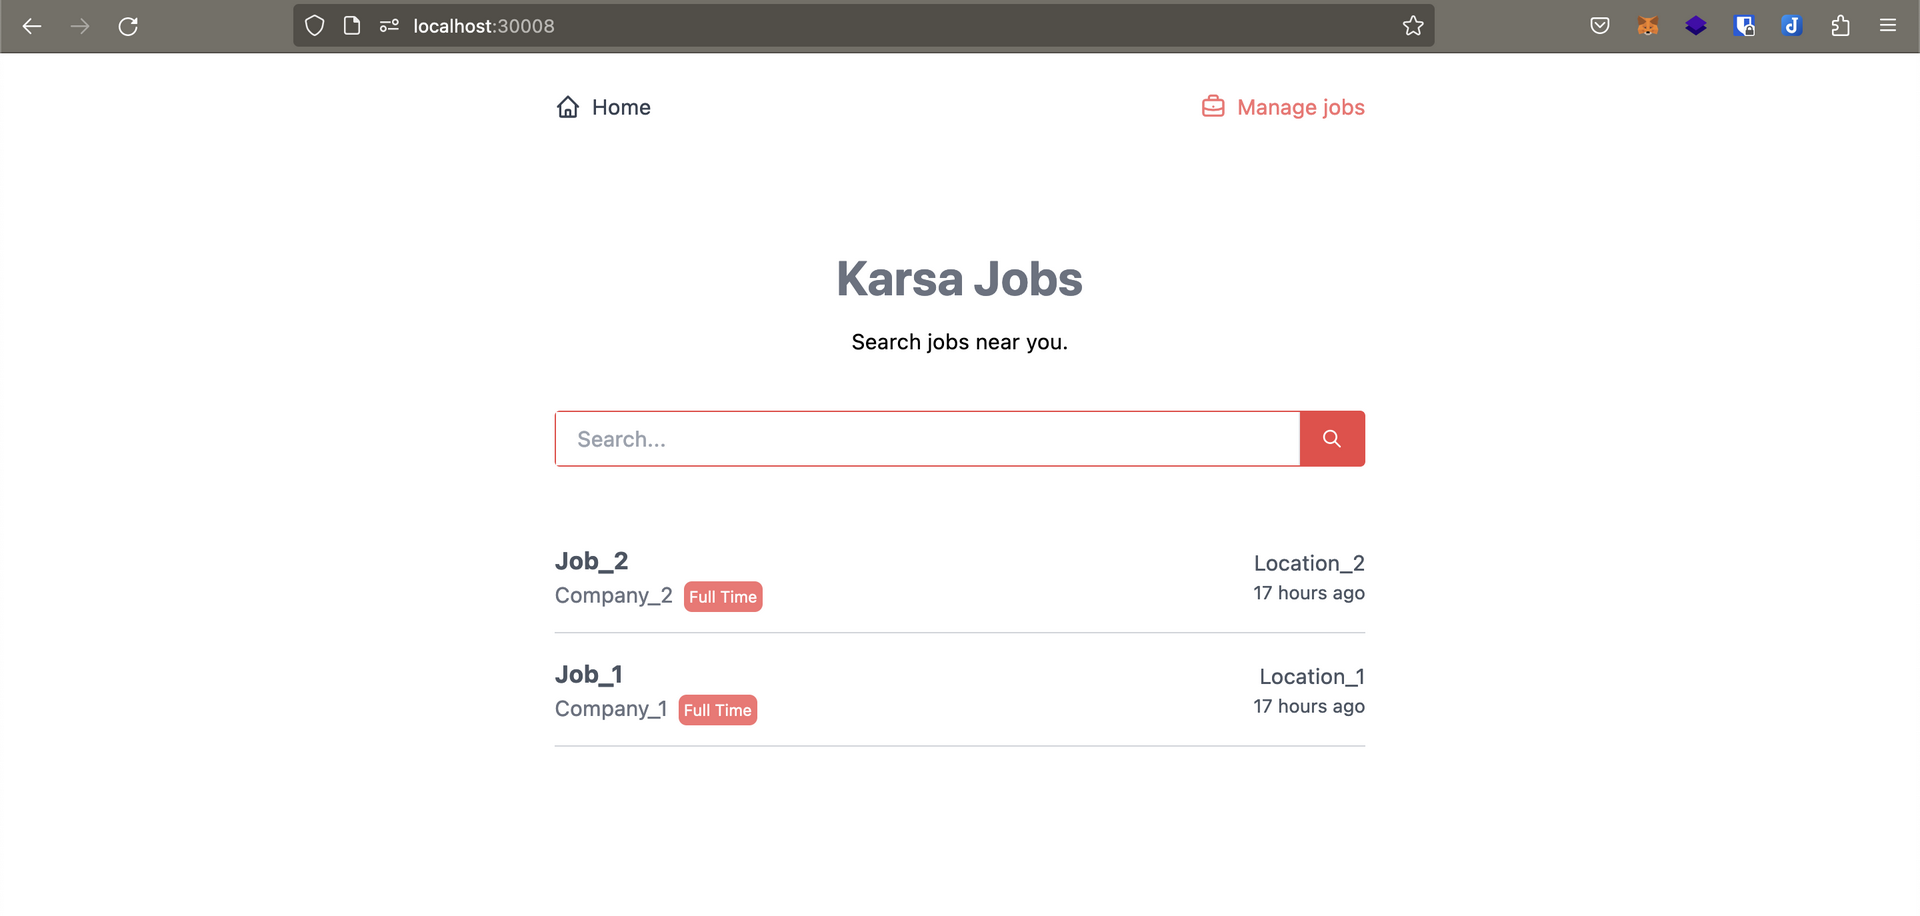 localhost:30008
Home
Manage jobs
Karsa Jobs
Search jobs near you.
Search...
Job_2
Location_2
Company_2 Full Time
17 hours ago
Job_1
Location_1
Company_1 Full Time
17 hours ago